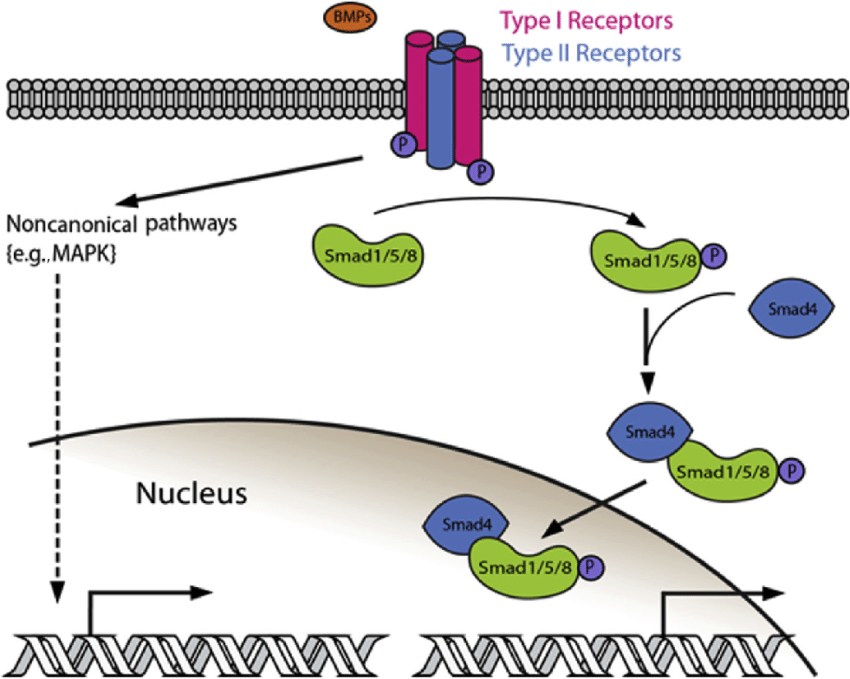 BMPs
Type I Receptors
Type II Receptors
P
P
Noncanonical pathways
{e.g., MAPK}
Smad1/5/8
Smad1/5/8
P
Smad4
Smad4
Smad1/5/8
P
Nucleus
Smad4
Smad1/5/8
P